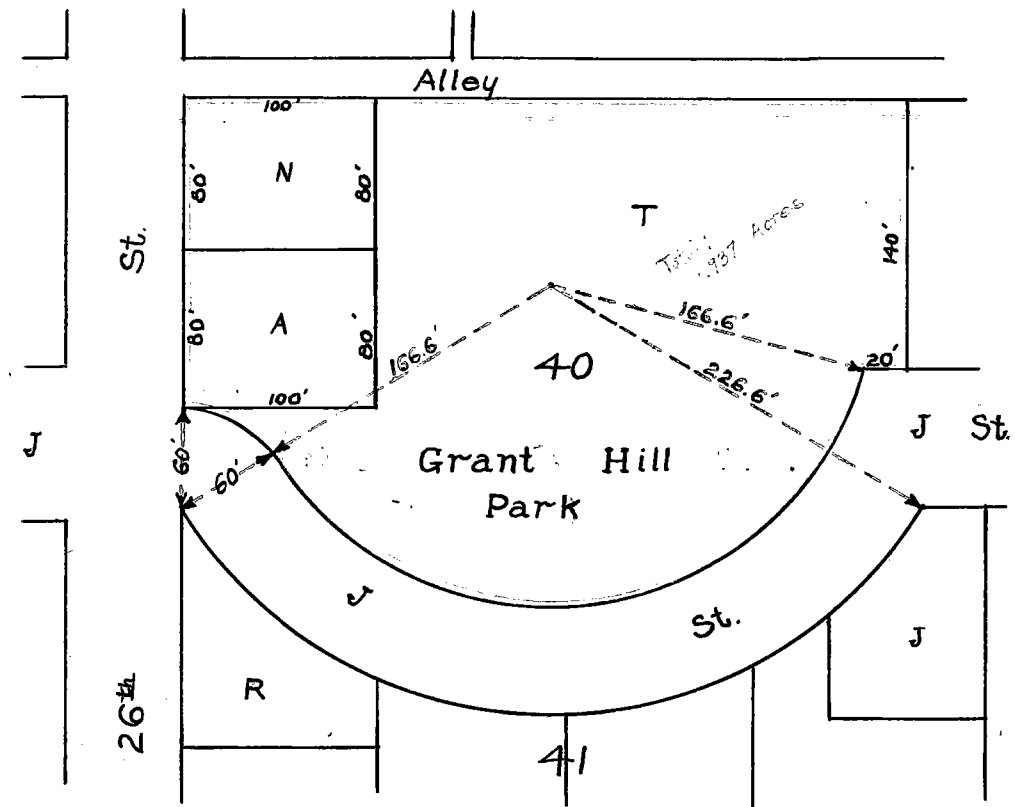 Alley
100'
N
80'
80'
St.
T
Total:
.937 Acres
140'
A
80'
80'
166.6'
166.6'
20'
40
226.6'
100'
J
60'
60'
Grant Hill
Park
J St.
J
St.
J
R
26th
41